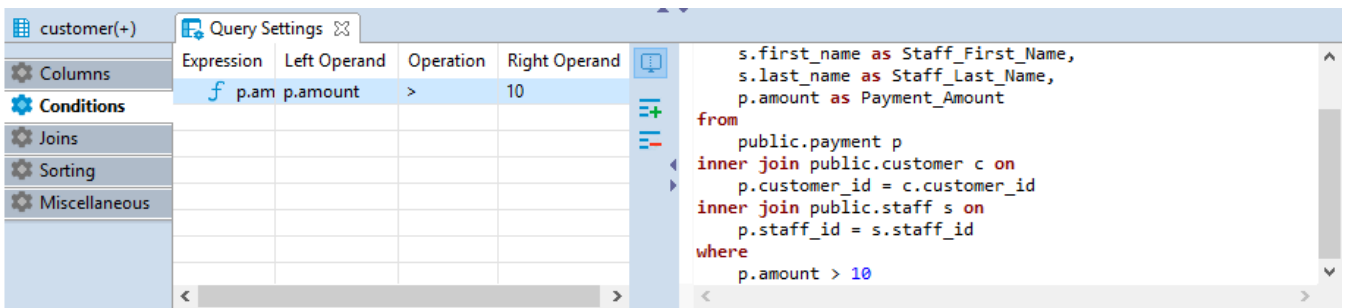 customer(+)
Query Settings
Columns
Conditions
Joins
Sorting
Miscellaneous
Expression Left Operand Operation Right Operand
p.am p.amount > 10
s.first_name as Staff_First_Name,
s.last_name as Staff_Last_Name,
p.amount as Payment_Amount
from
public.payment p
inner join public.customer c on
p.customer_id = c.customer_id
inner join public.staff s on
p.staff_id = s.staff_id
where
p.amount > 10